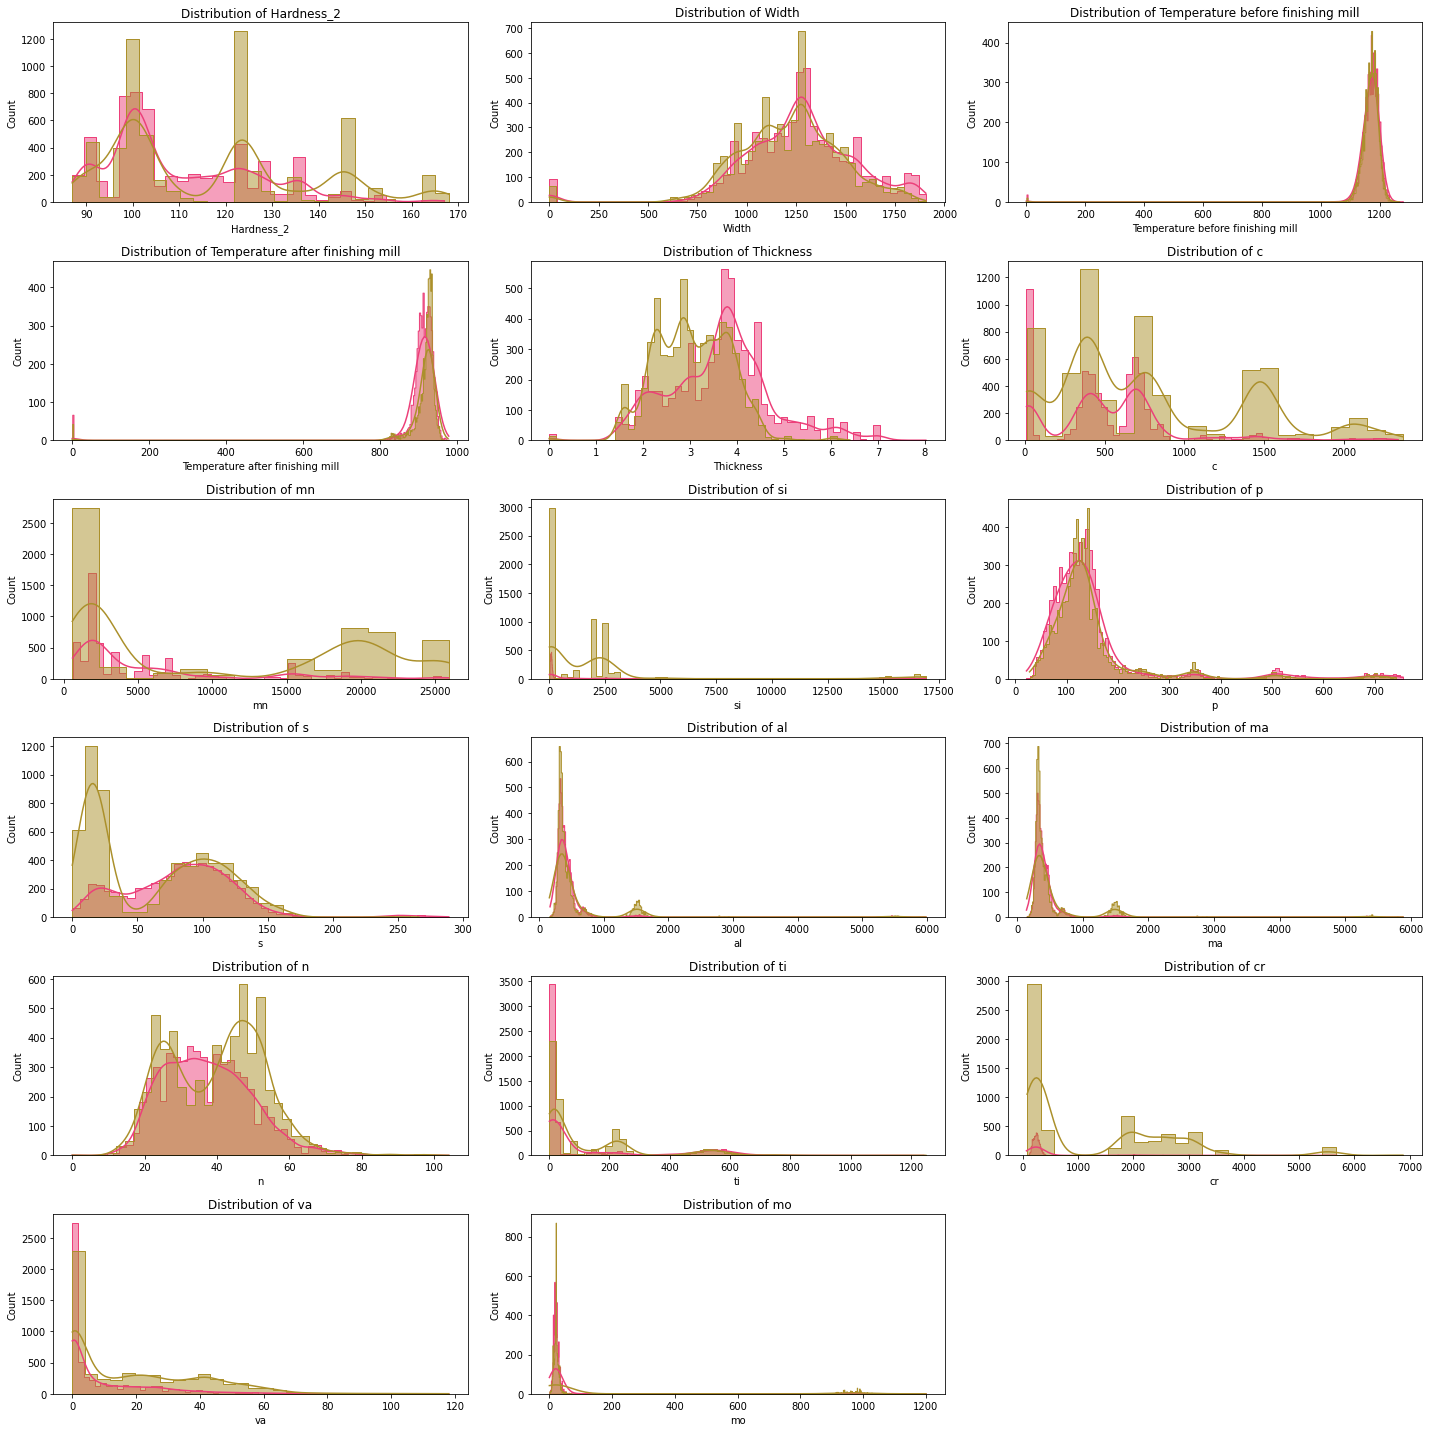 Distribution of Hardness_2
Distribution of Width
Distribution of Temperature before finishing mill
Count
1200
1000
800
600
400
200
0
90 100 110 120 130 140 150 160 170
Hardness_2
Count
700
600
500
400
300
200
100
0
0 250 500 750 1000 1250 1500 1750 2000
Width
Count
400
300
200
100
0
0 200 400 600 800 1000 1200
Temperature before finishing mill
Distribution of Temperature after finishing mill
Distribution of Thickness
Distribution of c
Count
400
300
200
100
0
0 200 400 600 800 1000
Temperature after finishing mill
Count
500
400
300
200
100
0
0 1 2 3 4 5 6 7 8
Thickness
Count
1200
1000
800
600
400
200
0
0 500 1000 1500 2000
c
Distribution of mn
Distribution of si
Distribution of p
Count
2500
2000
1500
1000
500
0
0 5000 10000 15000 20000 25000
mn
Count
3000
2500
2000
1500
1000
500
0
0 2500 5000 7500 10000 12500 15000 17500
si
Count
400
300
200
100
0
0 100 200 300 400 500 600 700
p
Distribution of s
Distribution of al
Distribution of ma
Count
1200
1000
800
600
400
200
0
0 50 100 150 200 250 300
s
Count
600
500
400
300
200
100
0
0 1000 2000 3000 4000 5000 6000
al
Count
700
600
500
400
300
200
100
0
0 1000 2000 3000 4000 5000 6000
ma
Distribution of n
Distribution of ti
Distribution of cr
Count
600
500
400
300
200
100
0
0 20 40 60 80 100
n
Count
3500
3000
2500
2000
1500
1000
500
0
0 200 400 600 800 1000 1200
ti
Count
3000
2500
2000
1500
1000
500
0
0 1000 2000 3000 4000 5000 6000 7000
cr
Distribution of va
Distribution of mo
Count
2500
2000
1500
1000
500
0
0 20 40 60 80 100 120
va
Count
800
600
400
200
0
0 200 400 600 800 1000 1200
mo